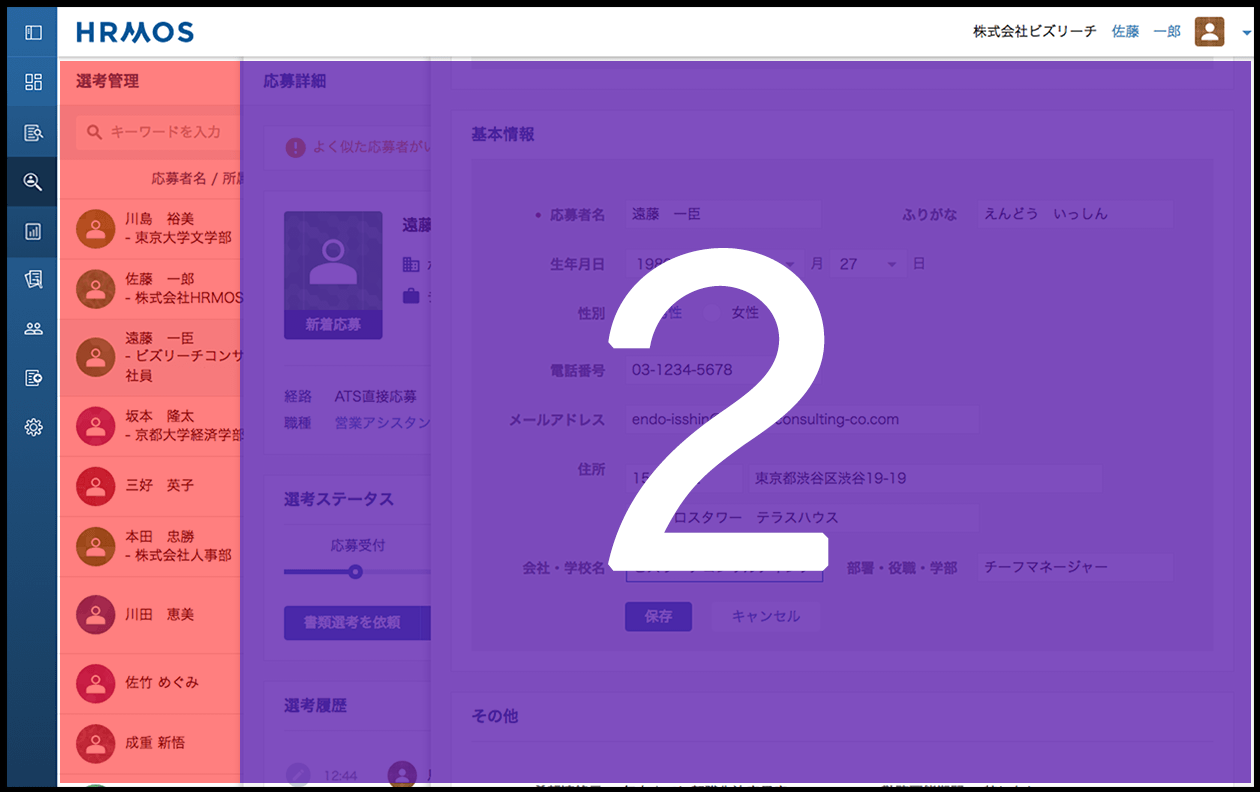 HRMOS
株式会社ビズリーチ 佐藤 一郎
選考管理
キーワードを入力
応募者名 / 所属
川島 裕美
- 東京大学文学部
佐藤 一郎
- 株式会社HRMOS
遠藤 一臣
- ビズリーチコンサ
社員
坂本 隆太
- 京都大学経済学部
三好 英子
本田 忠勝
- 株式会社人事部
川田 恵美
佐竹 めぐみ
成重 新悟
応募詳細
よく似た応募者がい
遠藤
新着応募
経路 ATS直接応募
職種 営業アシスタン
選考ステータス
応募受付
書類選考を依頼
選考履歴
12:44
2
基本情報
• 応募者名 遠藤 一臣 ふりがな えんどう いっしん
生年月日 月 27 日
性別 女性
電話番号 03-1234-5678
メールアドレス endo-isshin consulting-co.com
住所
東京都渋谷区渋谷19-19
ロスタワー テラスハウス
会社・学校名 部署・役職・学部 チーフマネージャー
保存 キャンセル
その他